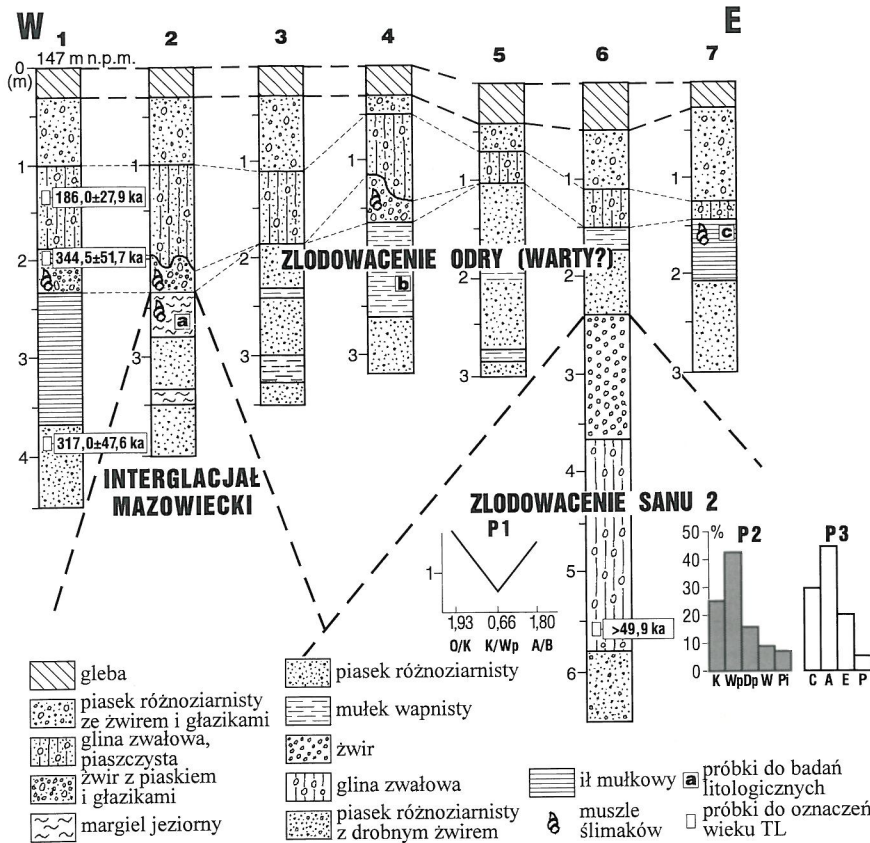 W
E
1 2 3 4 5 6 7
147 m n.p.m.
0
(m)
1
2
3
4
186,0±27,9 ka
344,5±51,7 ka
317,0±47,6 ka
a
1
2
3
3
1
2
3
b
1
2
3
1
2
3
4
5
6
c
1
2
3
ZLODOWACENIE ODRY (WARTY?)
INTERGLACJAŁ
MAZOWIECKI
ZLODOWACENIE SANU 2
>49,9 ka
P1
1
1,93 0,66 1,80
O/K K/Wp A/B
% P2 P3
50
40
30
20
10
0
K Wp Dp W Pi
C A E P
gleba
piasek różnoziarnisty
ze żwirem i głazikami
glina zwałowa,
piaszczysta
żwir z piaskiem
i głazikami
margiel jeziorny
piasek różnoziarnisty
mułek wapnisty
żwir
glina zwałowa
piasek różnoziarnisty
z drobnym żwirem
ił mułkowy
muszle
ślimaków
a próbki do badań
litologicznych
próbki do oznaczeń
wieku TL